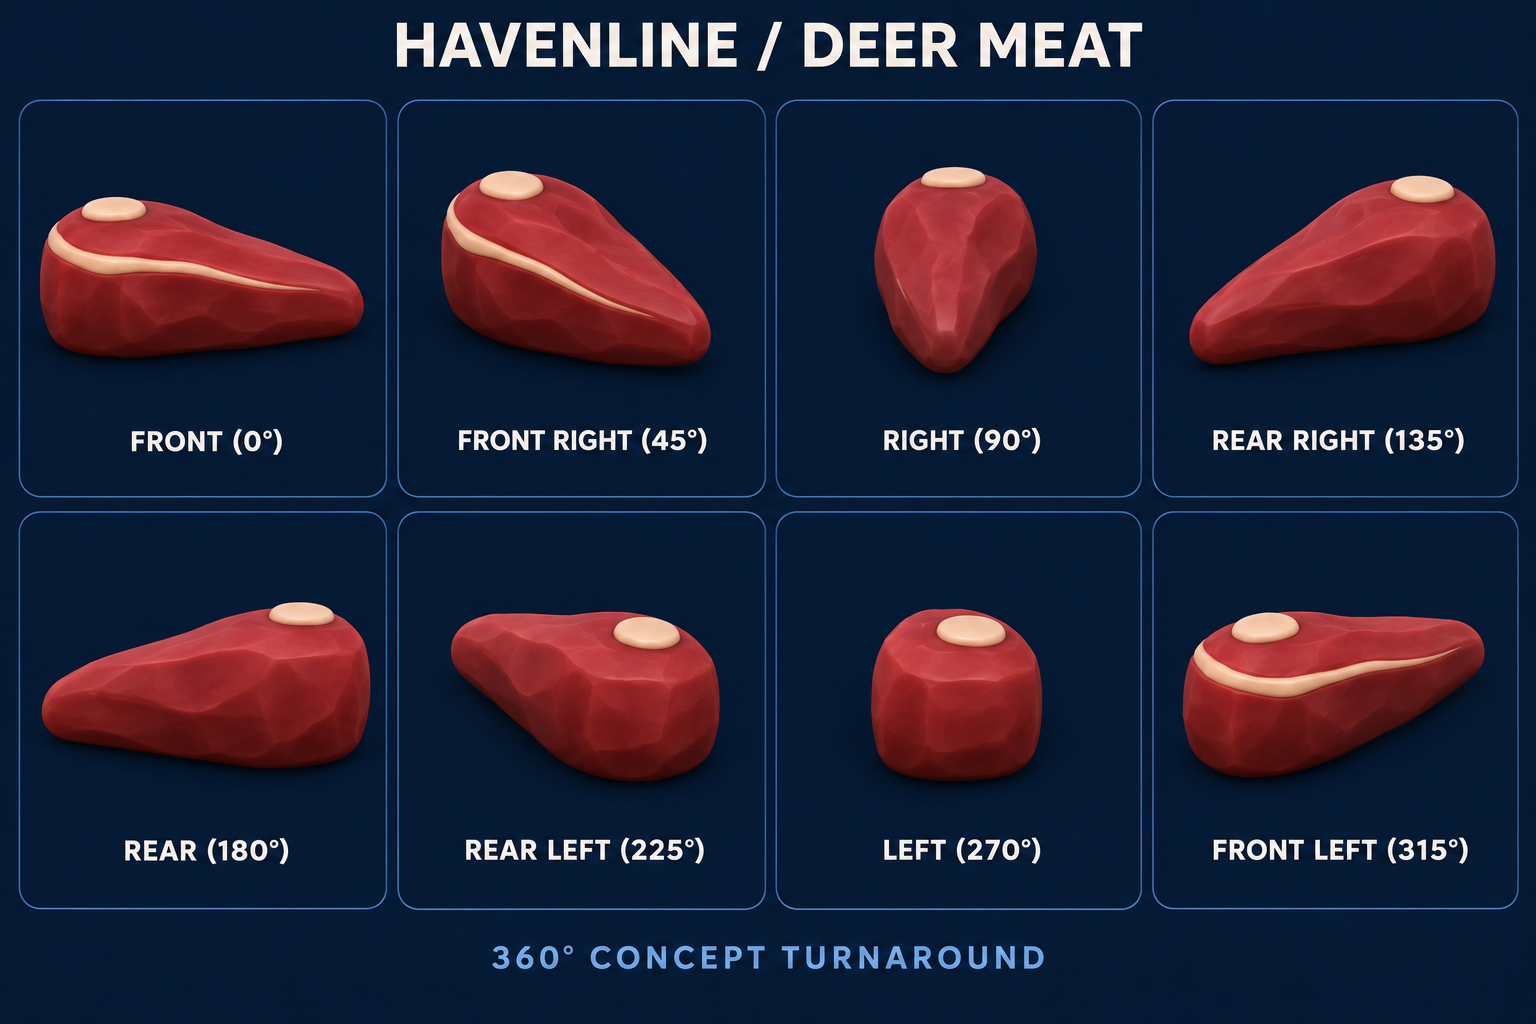 HAVENLINE / DEER MEAT
FRONT (0°)
FRONT RIGHT (45°)
RIGHT (90°)
REAR RIGHT (135°)
REAR (180°)
REAR LEFT (225°)
LEFT (270°)
FRONT LEFT (315°)
360° CONCEPT TURNAROUND